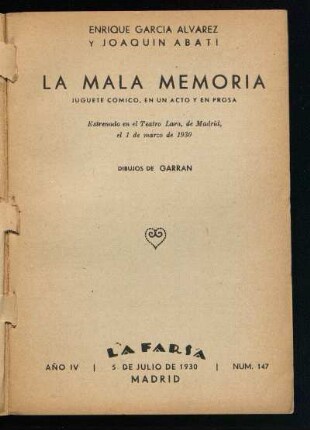 ENRIQUE GARCIA ALVAREZ
Y JOAQUIN ABATI
LA MALA MEMORIA
JUGUETE COMICO, EN UN ACTO Y EN PROSA
Estrenado en el Teatro Lara, de Madrid,
el 1 de marzo de 1930
DIBUJOS DE GARRAN
LA FARSA
AÑO IV | 5 DE JULIO DE 1930 | NUM. 147
MADRID